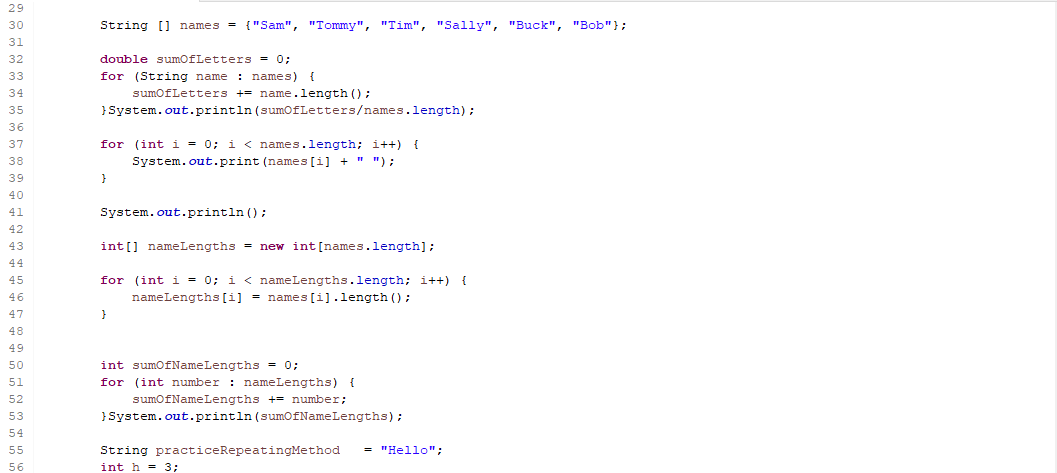 29
30 String [] names = {"Sam", "Tommy", "Tim", "Sally", "Buck", "Bob"};
31
32 double sumOfLetters = 0;
33 for (String name : names) {
34 sumOfLetters += name.length();
35 }System.out.println(sumOfLetters/names.length);
36
37 for (int i = 0; i < names.length; i++) {
38 System.out.print(names[i] + " ");
39 }
40
41 System.out.println();
42
43 int[] nameLengths = new int[names.length];
44
45 for (int i = 0; i < nameLengths.length; i++) {
46 nameLengths[i] = names[i].length();
47 }
48
49
50 int sumOfNameLengths = 0;
51 for (int number : nameLengths) {
52 sumOfNameLengths += number;
53 }System.out.println(sumOfNameLengths);
54
55 String practiceRepeatingMethod = "Hello";
56 int h = 3;